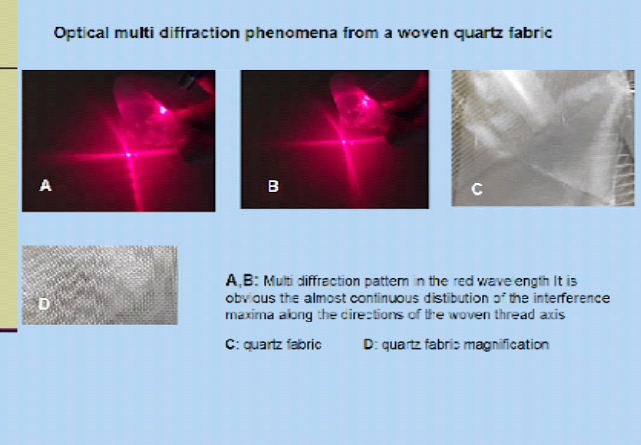 Optical multi diffraction phenomena from a woven quartz fabric
A
B
C
D
A,B: Multi diffraction pattern in the red wavelength It is
obvious the almost continuous distibution of the interference
maxima along the directions of the woven thread axis
C: quartz fabric D: quartz fabric magnification